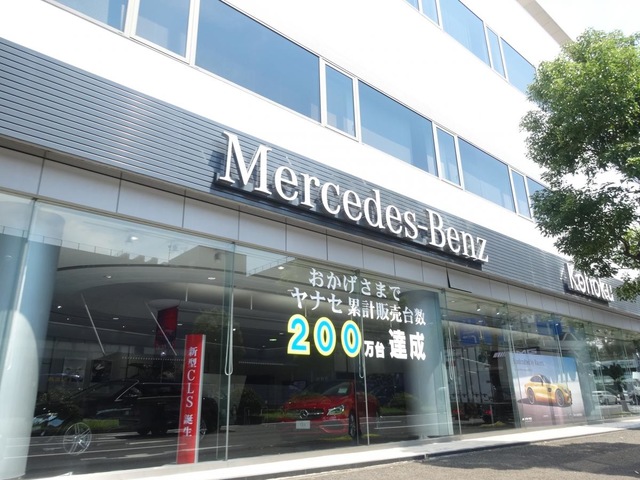 Mercedes-Benz
Kohoku
おかげさまで
ヤナセ 累計販売台数
200万台 達成
新型CLS誕生